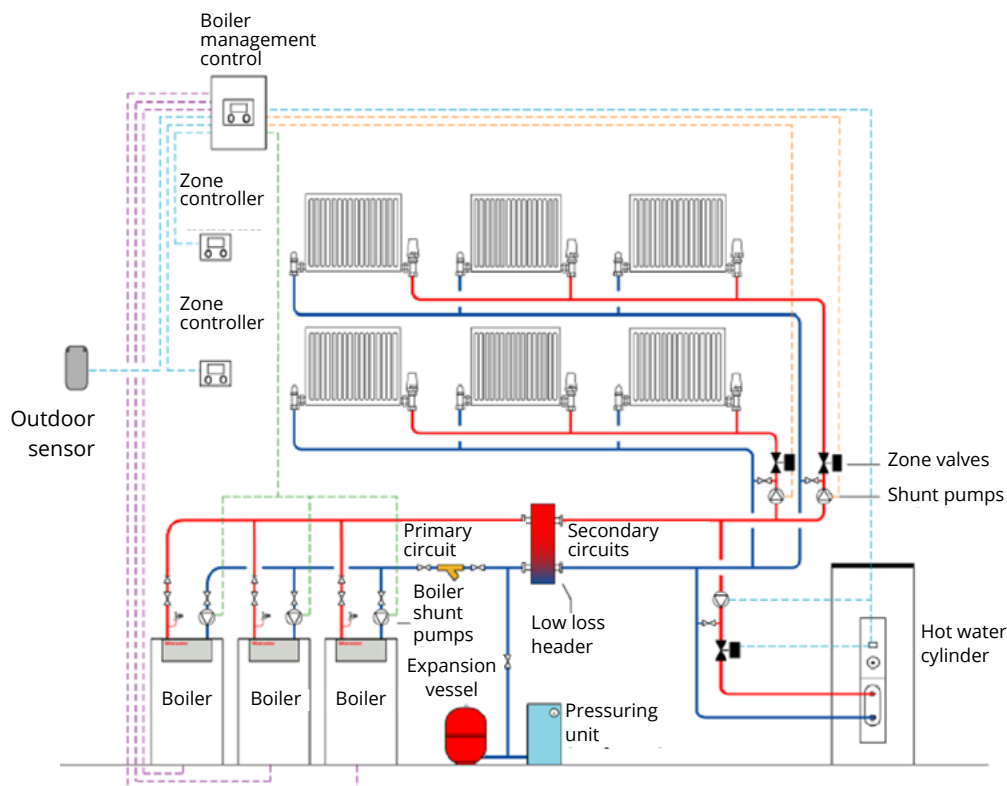 Boiler
management
control
Zone
controller
Zone
controller
Outdoor
sensor
Zone valves
Shunt pumps
Primary
circuit
Secondary
circuits
Boiler
shunt
pumps
Low loss
header
Hot water
cylinder
Expansion
vessel
Boiler
Boiler
Boiler
Pressuring
unit